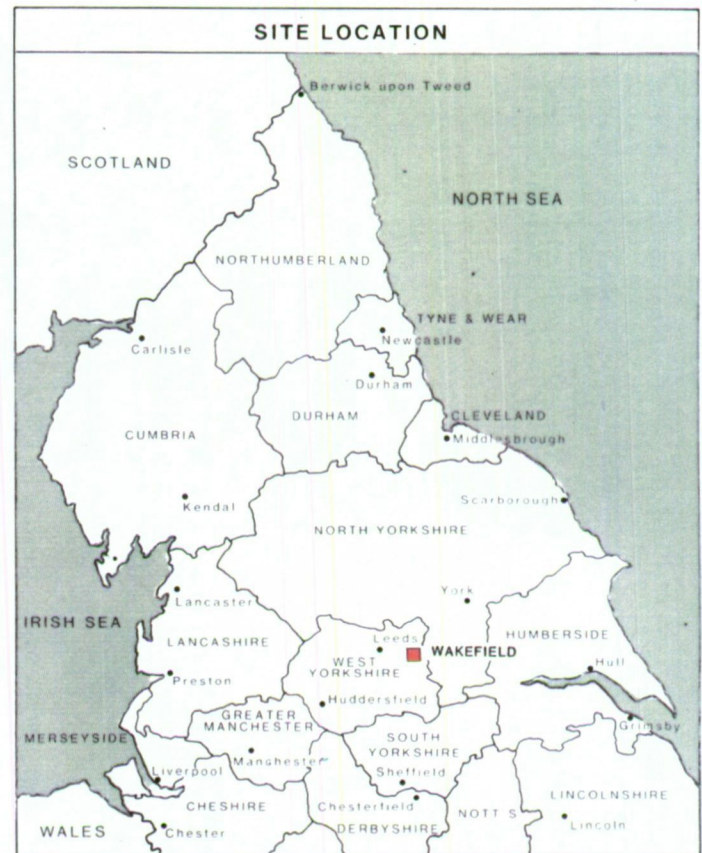 SITE LOCATION
Berwick upon Tweed
SCOTLAND
NORTH SEA
NORTHUMBERLAND
TYNE & WEAR
Newcastle
Carlisle
Durham
DURHAM
CLEVELAND
Middlesbrough
CUMBRIA
Kendal
Scarborough
NORTH YORKSHIRE
York
Lancaster
IRISH SEA
LANCASHIRE
Leeds
WAKEFIELD
HUMBERSIDE
WEST
YORKSHIRE
Hull
Preston
Huddersfield
GREATER
MANCHESTER
Grimsby
MERSEYSIDE
SOUTH
YORKSHIRE
Manchester
Liverpool
Sheffield
CHESHIRE
Chesterfield
NOTT S
LINCOLNSHIRE
WALES
Chester
DERBYSHIRE
Lincoln